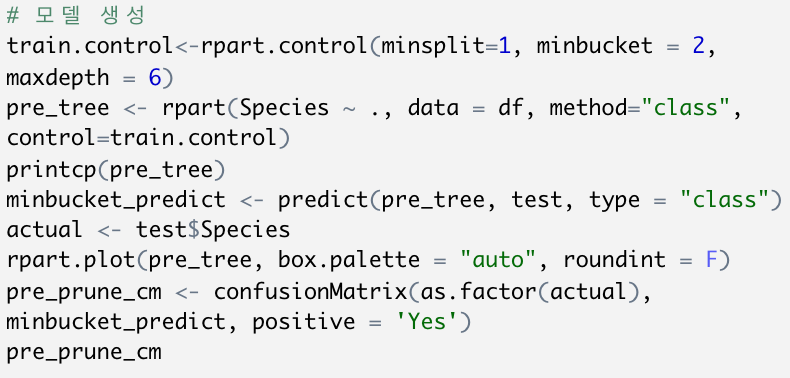 # 모델 생성
train.control<-rpart.control(minsplit=1, minbucket = 2,
maxdepth = 6)
pre_tree <- rpart(Species ~ ., data = df, method="class",
control=train.control)
printcp(pre_tree)
minbucket_predict <- predict(pre_tree, test, type = "class")
actual <- test$Species
rpart.plot(pre_tree, box.palette = "auto", roundint = F)
pre_prune_cm <- confusionMatrix(as.factor(actual),
minbucket_predict, positive = 'Yes')
pre_prune_cm